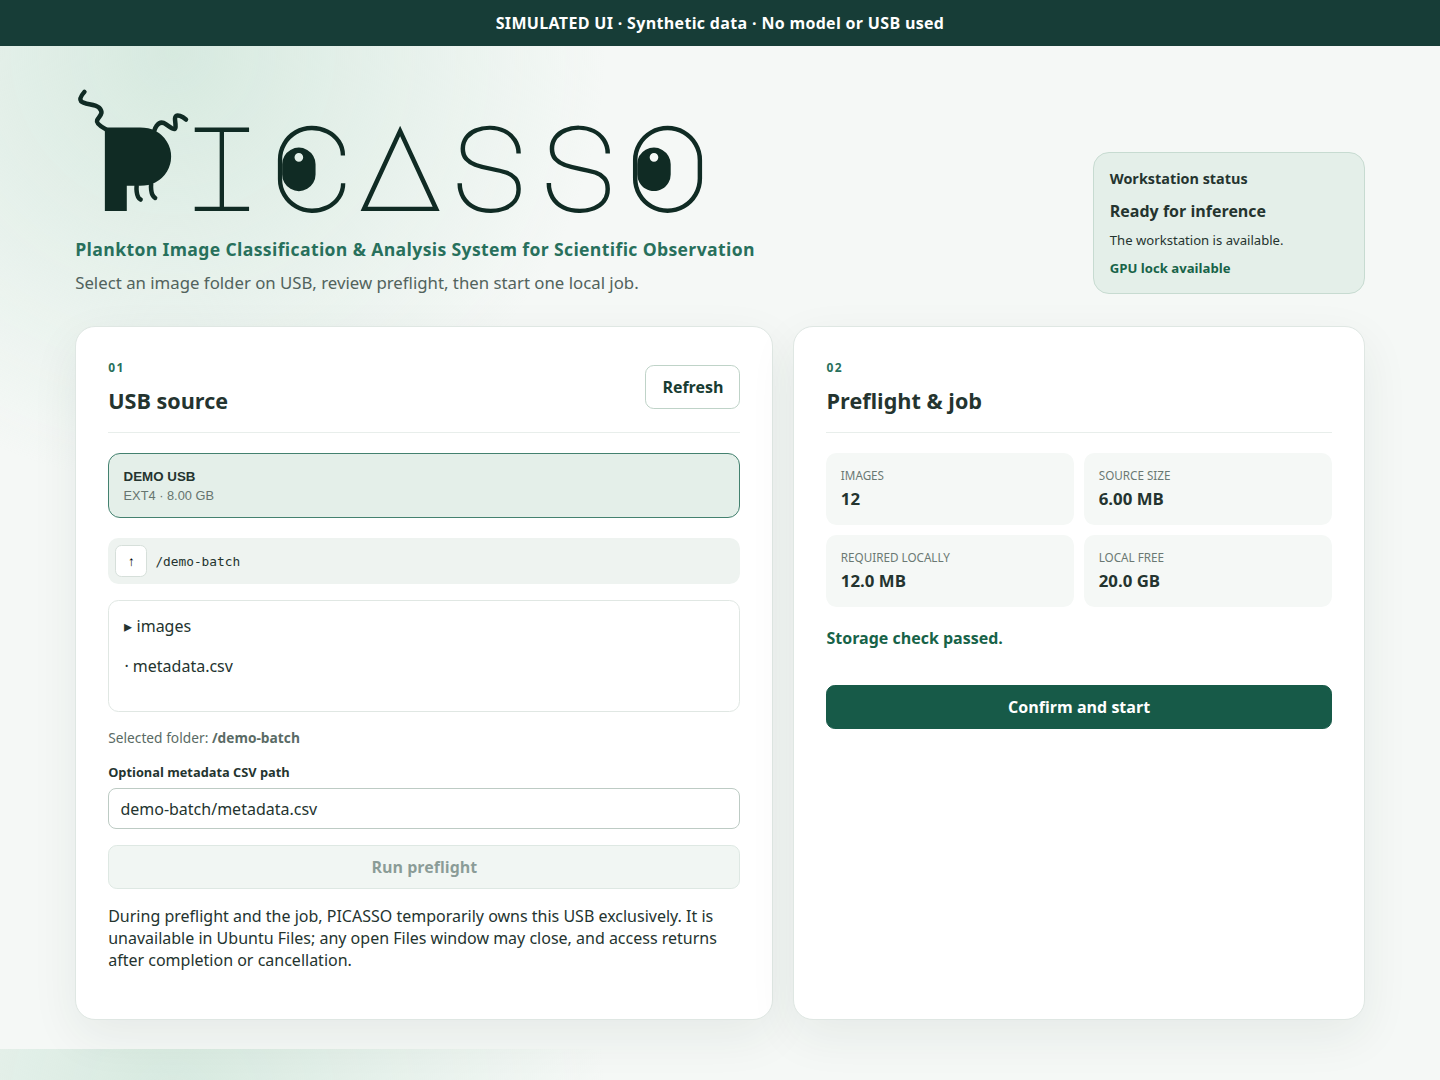 SIMULATED UI · Synthetic data · No model or USB used
PICASSO
Plankton Image Classification & Analysis System for Scientific Observation
Select an image folder on USB, review preflight, then start one local job.
Workstation status
Ready for inference
The workstation is available.
GPU lock available
01
USB source
Refresh
DEMO USB
EXT4 · 8.00 GB
↑ /demo-batch
▸ images
· metadata.csv
Selected folder: /demo-batch
Optional metadata CSV path
demo-batch/metadata.csv
Run preflight
During preflight and the job, PICASSO temporarily owns this USB exclusively. It is
unavailable in Ubuntu Files; any open Files window may close, and access returns
after completion or cancellation.
02
Preflight & job
IMAGES
12
SOURCE SIZE
6.00 MB
REQUIRED LOCALLY
12.0 MB
LOCAL FREE
20.0 GB
Storage check passed.
Confirm and start